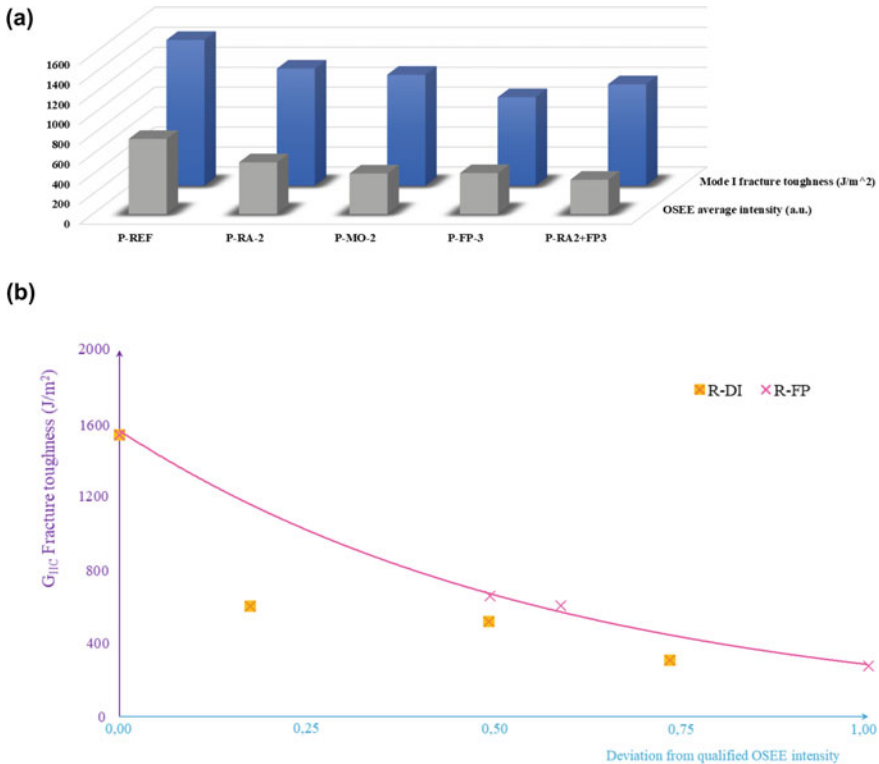 (a)
1600
1400
1200
1000
800
600
400
200
0
Mode I fracture toughness (J/m^2)
OSEE average intensity (a.u.)
P-REF P-RA-2 P-MO-2 P-FP-3 P-RA2+FP3
(b)
G_IIC Fracture toughness (J/m²)
2000
1600
1200
800
400
0
R-DI R-FP
0,00 0,25 0,50 0,75 1,00
Deviation from qualified OSEE intensity